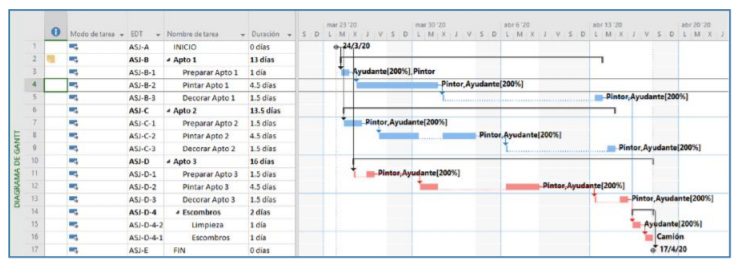 mar 23 '20 mar 30 '20 abr 6 '20 abr 13 '20 abr 20 '20
Modo de tarea EDT Nombre de tarea Duración S D L M X J V S D L M X J V S D L M X J V S D L M X J V S D L M X
1 ASJ-A INICIO 0 días 24/3/20
2 ASJ-B Apto 1 13 días
3 ASJ-B-1 Preparar Apto 1 1 día Ayudante[200%],Pintor
4 ASJ-B-2 Pintar Apto 1 4.5 días Pintor,Ayudante[200%]
5 ASJ-B-3 Decorar Apto 1 1.5 días Pintor,Ayudante[200%]
6 ASJ-C Apto 2 13.5 días
7 ASJ-C-1 Preparar Apto 2 1.5 días Pintor,Ayudante[200%]
8 ASJ-C-2 Pintar Apto 2 4.5 días Pintor,Ayudante[200%]
9 ASJ-C-3 Decorar Apto 2 1.5 días Pintor,Ayudante[200%]
10 ASJ-D Apto 3 16 días
11 ASJ-D-1 Preparar Apto 3 1.5 días Pintor,Ayudante[200%]
12 ASJ-D-2 Pintar Apto 3 4.5 días Pintor,Ayudante[200%]
13 ASJ-D-3 Decorar Apto 3 1.5 días Pintor,Ayudante[200%]
14 ASJ-D-4 Escombros 2 días
15 ASJ-D-4-2 Limpieza 1 día Ayudante[200%]
16 ASJ-D-4-1 Escombros 1 día Camión
17 ASJ-E FIN 0 días 17/4/20
DIAGRAMA DE GANTT